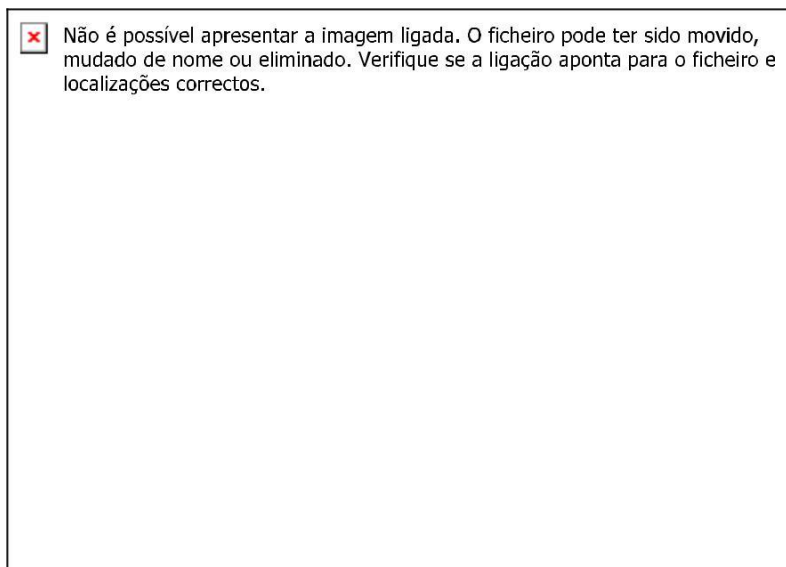 Não é possível apresentar a imagem ligada. O ficheiro pode ter sido movido,
mudado de nome ou eliminado. Verifique se a ligação aponta para o ficheiro e
localizações correctos.